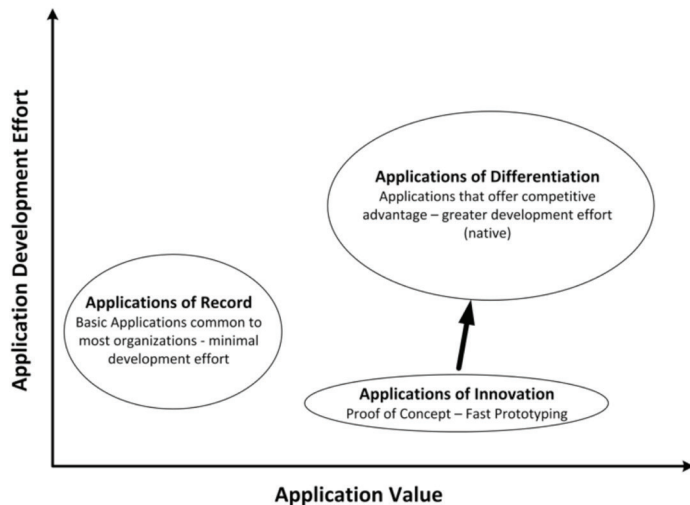 Application Development Effort
Applications of Differentiation
Applications that offer competitive
advantage – greater development effort
(native)
Applications of Record
Basic Applications common to
most organizations - minimal
development effort
Applications of Innovation
Proof of Concept – Fast Prototyping
Application Value